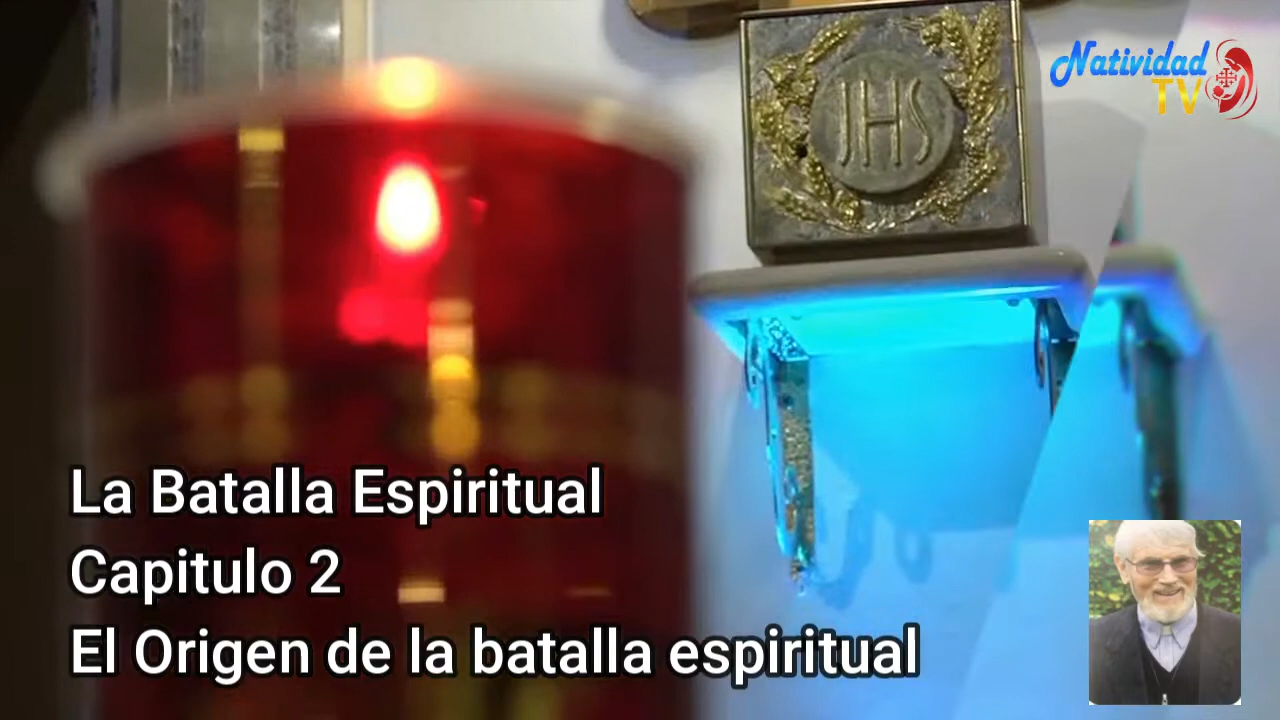 Natividad
TV
IHS
La Batalla Espiritual
Capitulo 2
El Origen de la batalla espiritual